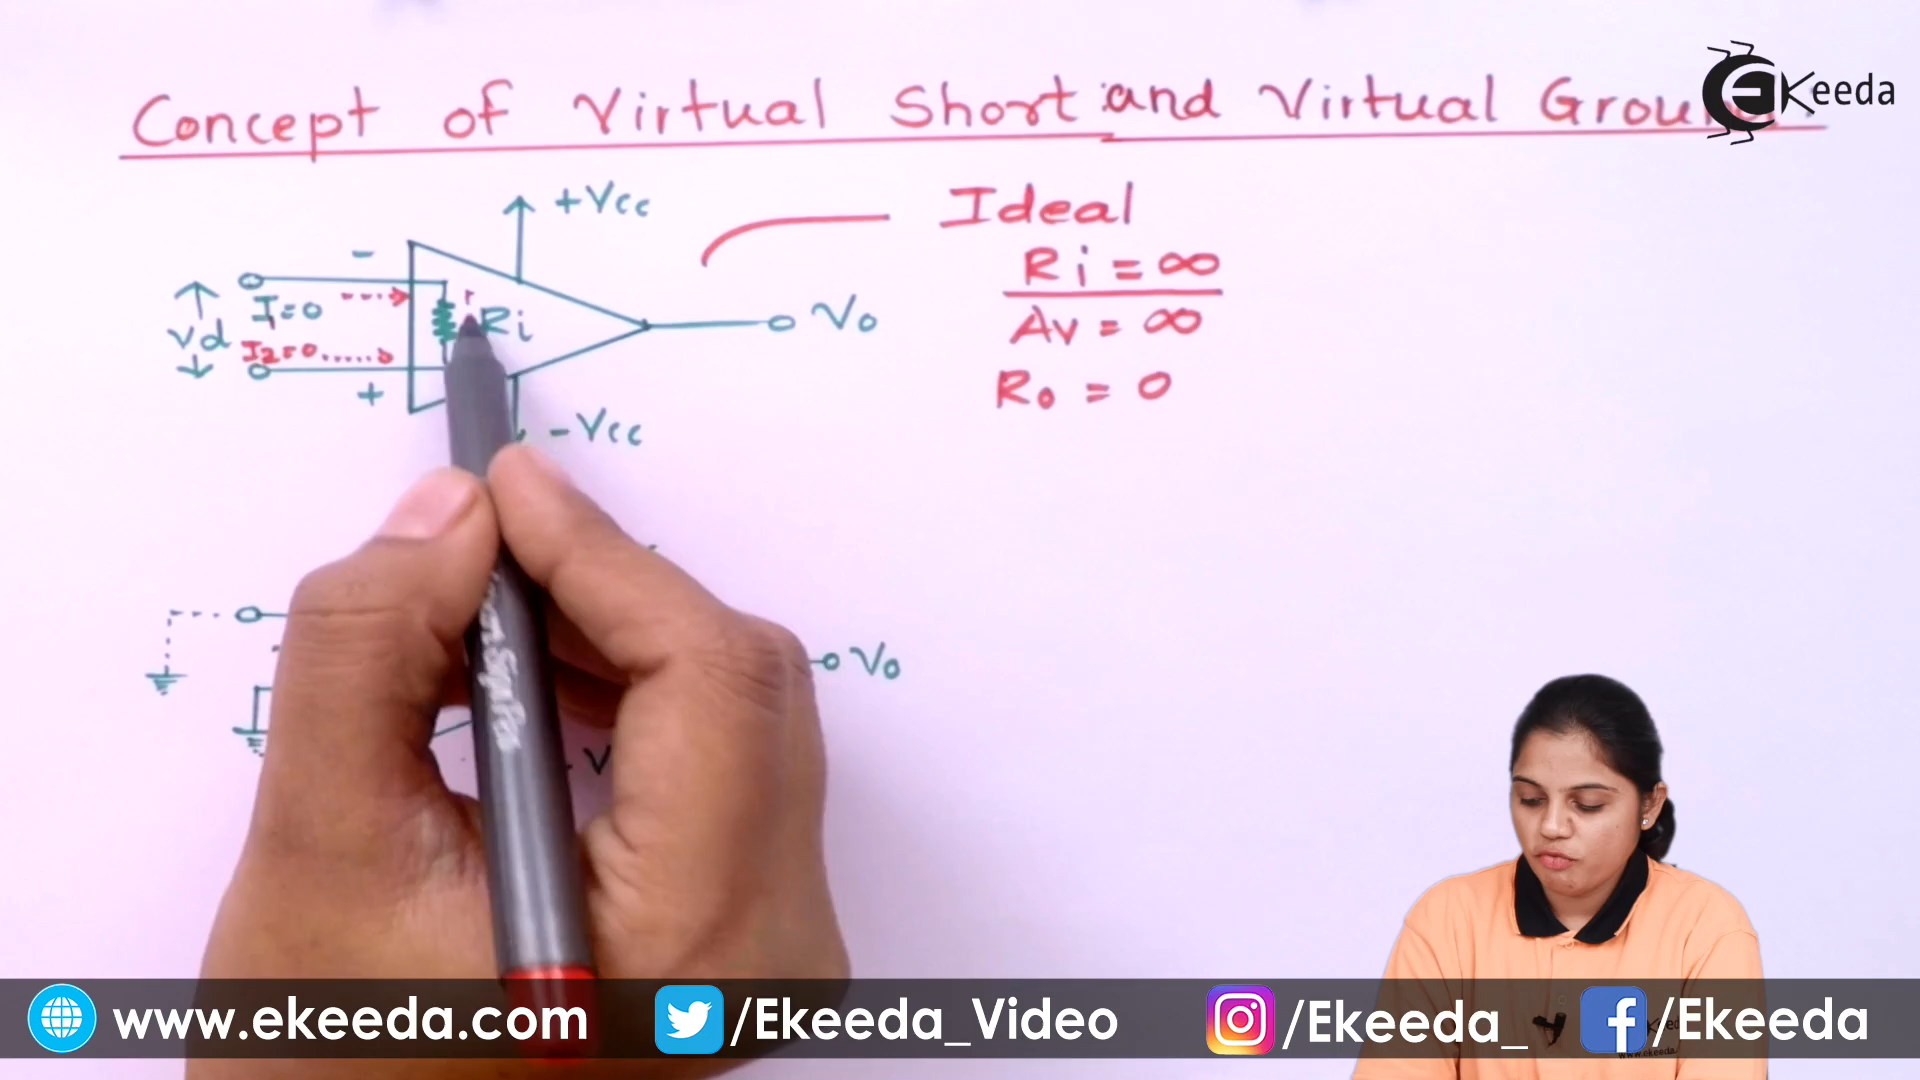 Concept of Virtual Short and Virtual Groun
Keeda
+Vcc
-
I1=0
Vd
I2=0
+
Ri
Vo
-Vcc
Ideal
Ri = ∞
Av = ∞
Ro = 0
Vo
- V
www.ekeeda.com
/Ekeeda_Video
/Ekeeda_
/Ekeeda